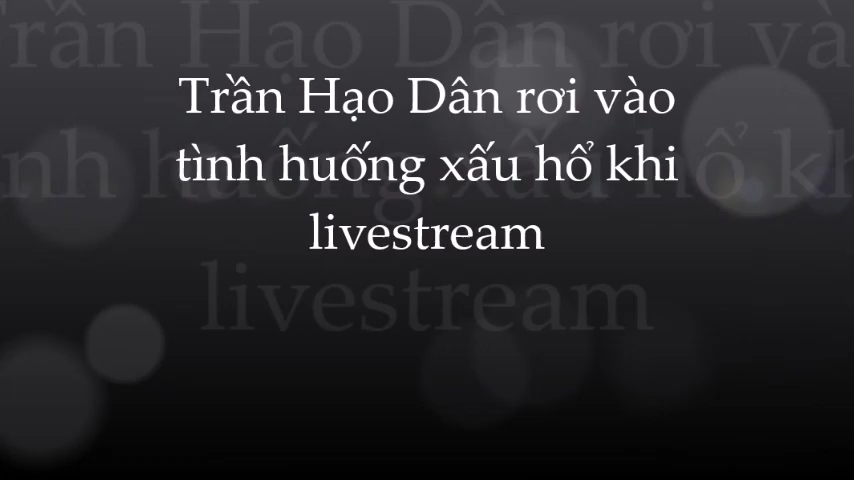 Trần Hạo Dân rơi vào
tình huống xấu hổ khi
livestream